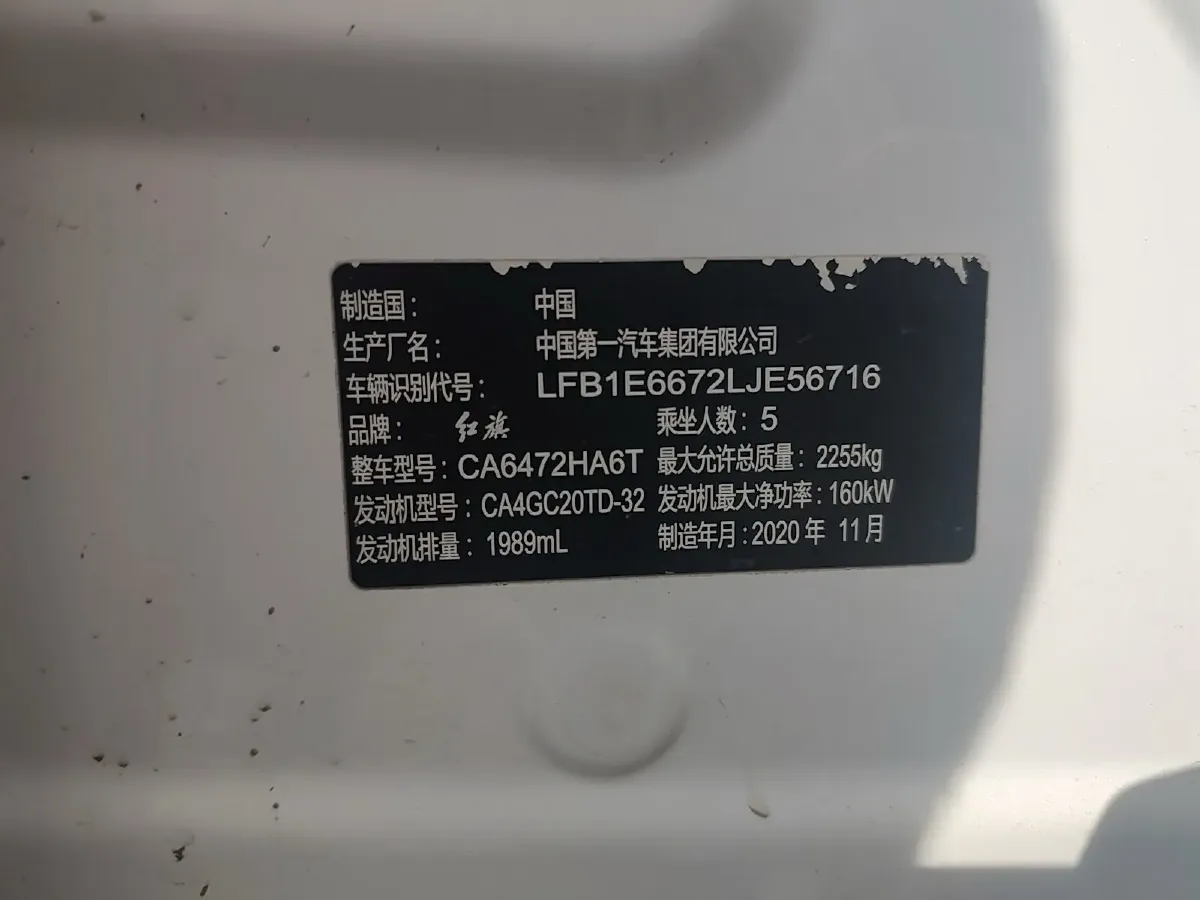 制造国： 中国
生产厂名： 中国第一汽车集团有限公司
车辆识别代号： LFB1E6672LJE56716
品牌： 红旗 乘坐人数：5
整车型号：CA6472HA6T 最大允许总质量：2255kg
发动机型号：CA4GC20TD-32 发动机最大净功率：160kW
发动机排量：1989mL 制造年月：2020年 11月